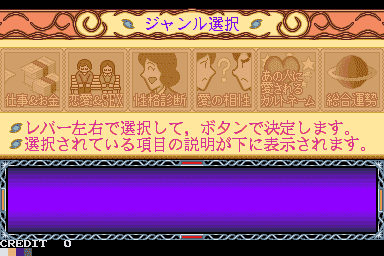 ジャンル選択
仕事&お金
恋愛&SEX
性格診断
愛の相性
あの人に
愛される
ソルトネーム
総合運勢
レバー左右で選択して,ボタンで決定します。
選択されている項目の説明が下に表示されます。
CREDIT 0